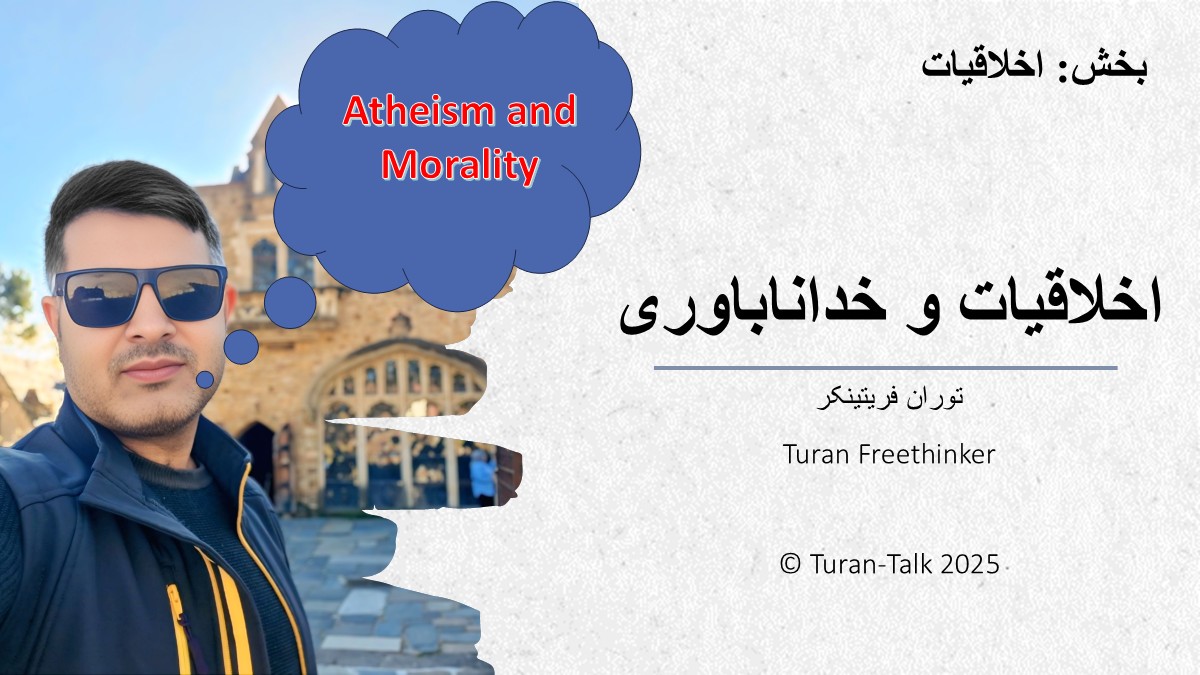 بخش: اخلاقیات
Atheism and
Morality
اخلاقیات و خداناباوری
توران فریتینکر
Turan Freethinker
© Turan-Talk 2025